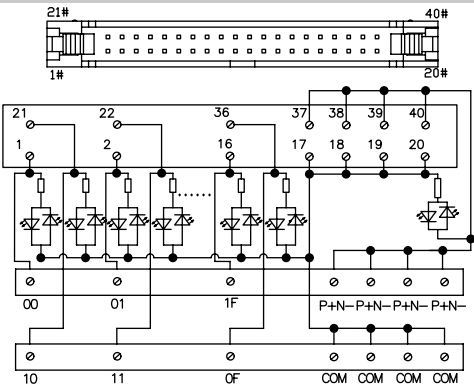 21# 40#
1# 20#
21 22 36 37 38 39 40
1 2 16 17 18 19 20
00 01 1F P+N- P+N- P+N- P+N-
10 11 0F COM COM COM COM